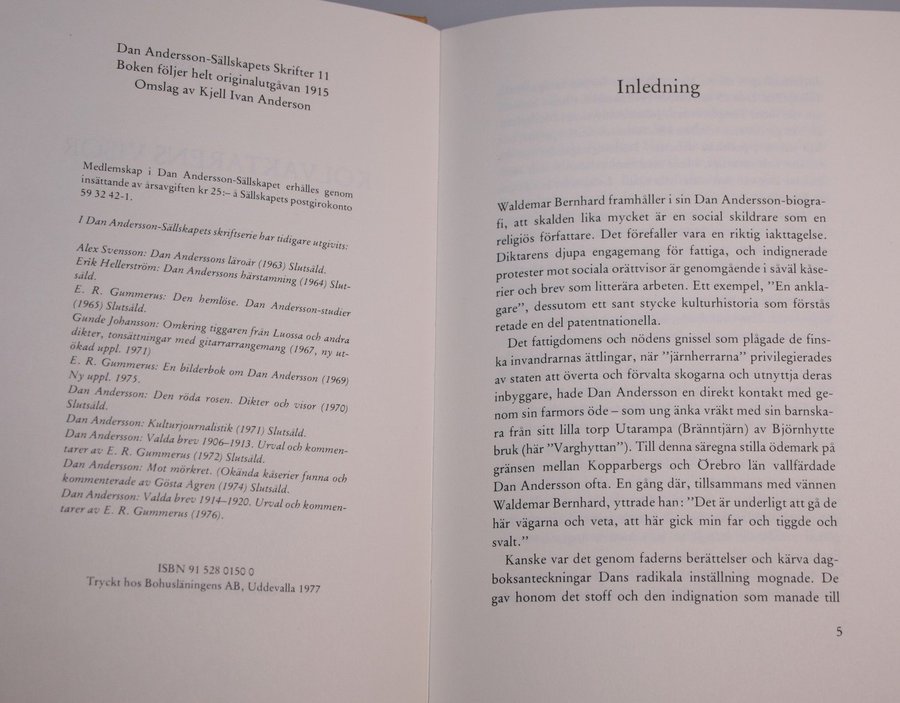 Dan Andersson-Sällskapets Skrifter 11
Boken följer helt originalutgåvan 1915
Omslag av Kjell Ivan Anderson
Medlemskap i Dan Andersson-Sällskapet erhålles genom
insättande av årsavgiften kr 25:– å Sällskapets postgirokonto
59 32 42-1.
I Dan Andersson-Sällskapets skriftserie har tidigare utgivits:
Alex Svensson: Dan Anderssons läroår (1963) Slutsåld.
Erik Hellerström: Dan Anderssons härstamning (1964) Slut-
såld.
E. R. Gummerus: Den hemlöse. Dan Andersson-studier
(1965) Slutsåld.
Gunde Johansson: Omkring tiggaren från Luossa och andra
dikter, tonsättningar med gitarrarrangemang (1967, ny ut-
ökad uppl. 1971)
E. R. Gummerus: En bilderbok om Dan Andersson (1969)
Ny uppl. 1975.
Dan Andersson: Den röda rosen. Dikter och visor (1970)
Slutsåld.
Dan Andersson: Kulturjournalistik (1971) Slutsåld.
Dan Andersson: Valda brev 1906–1913. Urval och kommen-
tarer av E. R. Gummerus (1972) Slutsåld.
Dan Andersson: Mot mörkret. (Okända kåserier funna och
kommenterade av Gösta Ågren (1974) Slutsåld.
Dan Andersson: Valda brev 1914–1920. Urval och kommen-
tarer av E. R. Gummerus (1976).
ISBN 91 528 0150 0
Tryckt hos Bohusläningens AB, Uddevalla 1977
Inledning
Waldemar Bernhard framhåller i sin Dan Andersson-biogra-
fi, att skalden lika mycket är en social skildrare som en
religiös författare. Det förefaller vara en riktig iakttagelse.
Diktarens djupa engagemang för fattiga, och indignerade
protester mot sociala orättvisor är genomgående i såväl kåse-
rier och brev som litterära arbeten. Ett exempel, ”En ankla-
gare”, dessutom ett sant stycke kulturhistoria som förstås
retade en del patentnationella.
Det fattigdomens och nödens gnissel som plågade de fins-
ka invandrarnas ättlingar, när ”järnherrarna” privilegierades
av staten att överta och förvalta skogarna och utnyttja deras
inbyggare, hade Dan Andersson en direkt kontakt med ge-
nom sin farmors öde – som ung änka vräkt med sin barnska-
ra från sitt lilla torp Utarampa (Bränntjärn) av Björnhytte
bruk (här ”Varghyttan”). Till denna säregna stilla ödemark på
gränsen mellan Kopparbergs och Örebro län vallfärdade
Dan Andersson ofta. En gång där, tillsammans med vännen
Waldemar Bernhard, yttrade han: ”Det är underligt att gå de
här vägarna och veta, att här gick min far och tiggde och
svalt.”
Kanske var det genom faderns berättelser och kärva dag-
boksanteckningar Dans radikala inställning mognade. De
gav honom det stoff och den indignation som manade till
5